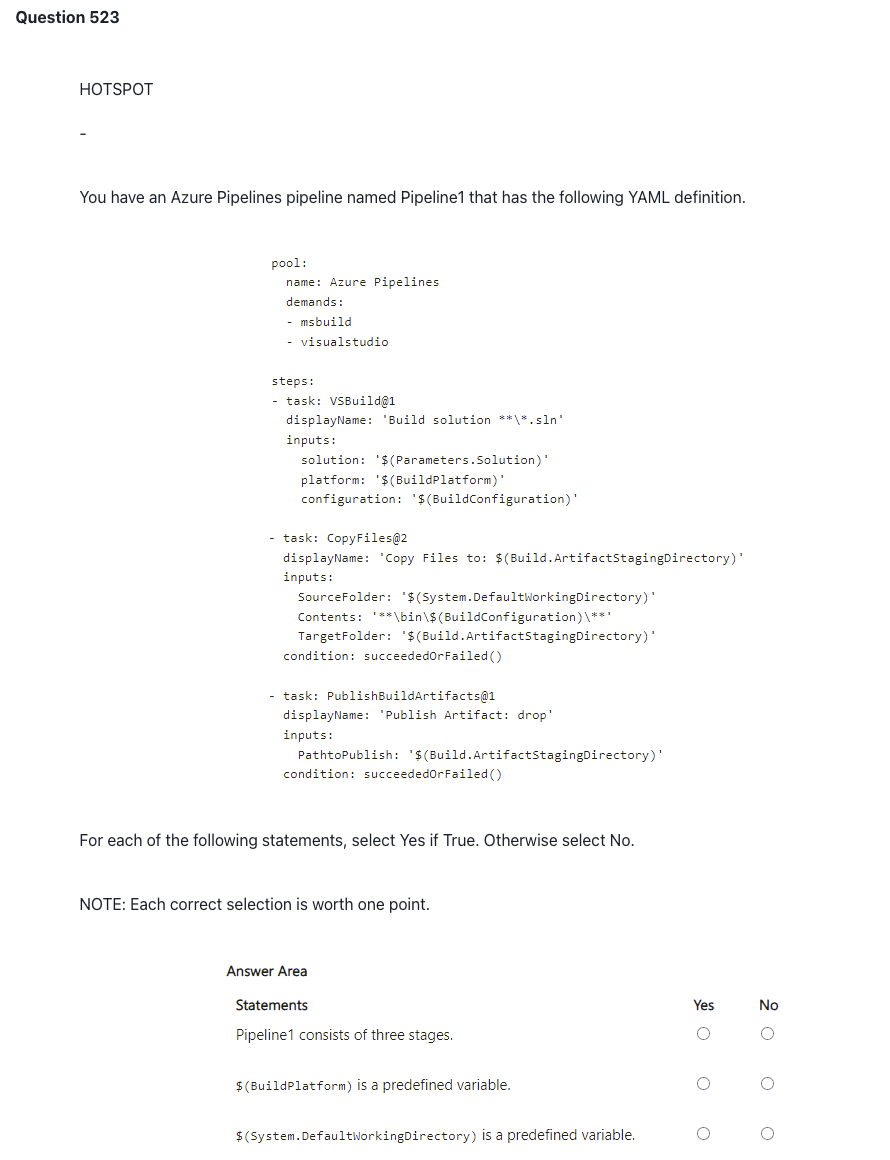 Question 523
HOTSPOT
-
You have an Azure Pipelines pipeline named Pipeline1 that has the following YAML definition.
pool:
  name: Azure Pipelines
  demands:
  - msbuild
  - visualstudio
steps:
- task: VSBuild@1
  displayName: 'Build solution **\*.sln'
  inputs:
    solution: '$(Parameters.Solution)'
    platform: '$(BuildPlatform)'
    configuration: '$(BuildConfiguration)'
- task: CopyFiles@2
  displayName: 'Copy Files to: $(Build.ArtifactStagingDirectory)'
  inputs:
    SourceFolder: '$(System.DefaultWorkingDirectory)'
    Contents: '**\bin\$(BuildConfiguration)\**'
    TargetFolder: '$(Build.ArtifactStagingDirectory)'
  condition: succeededOrFailed()
- task: PublishBuildArtifacts@1
  displayName: 'Publish Artifact: drop'
  inputs:
    PathtoPublish: '$(Build.ArtifactStagingDirectory)'
  condition: succeededOrFailed()
For each of the following statements, select Yes if True. Otherwise select No.
NOTE: Each correct selection is worth one point.
Answer Area
Statements Yes No
Pipeline1 consists of three stages.
$(BuildPlatform) is a predefined variable.
$(System.DefaultWorkingDirectory) is a predefined variable.